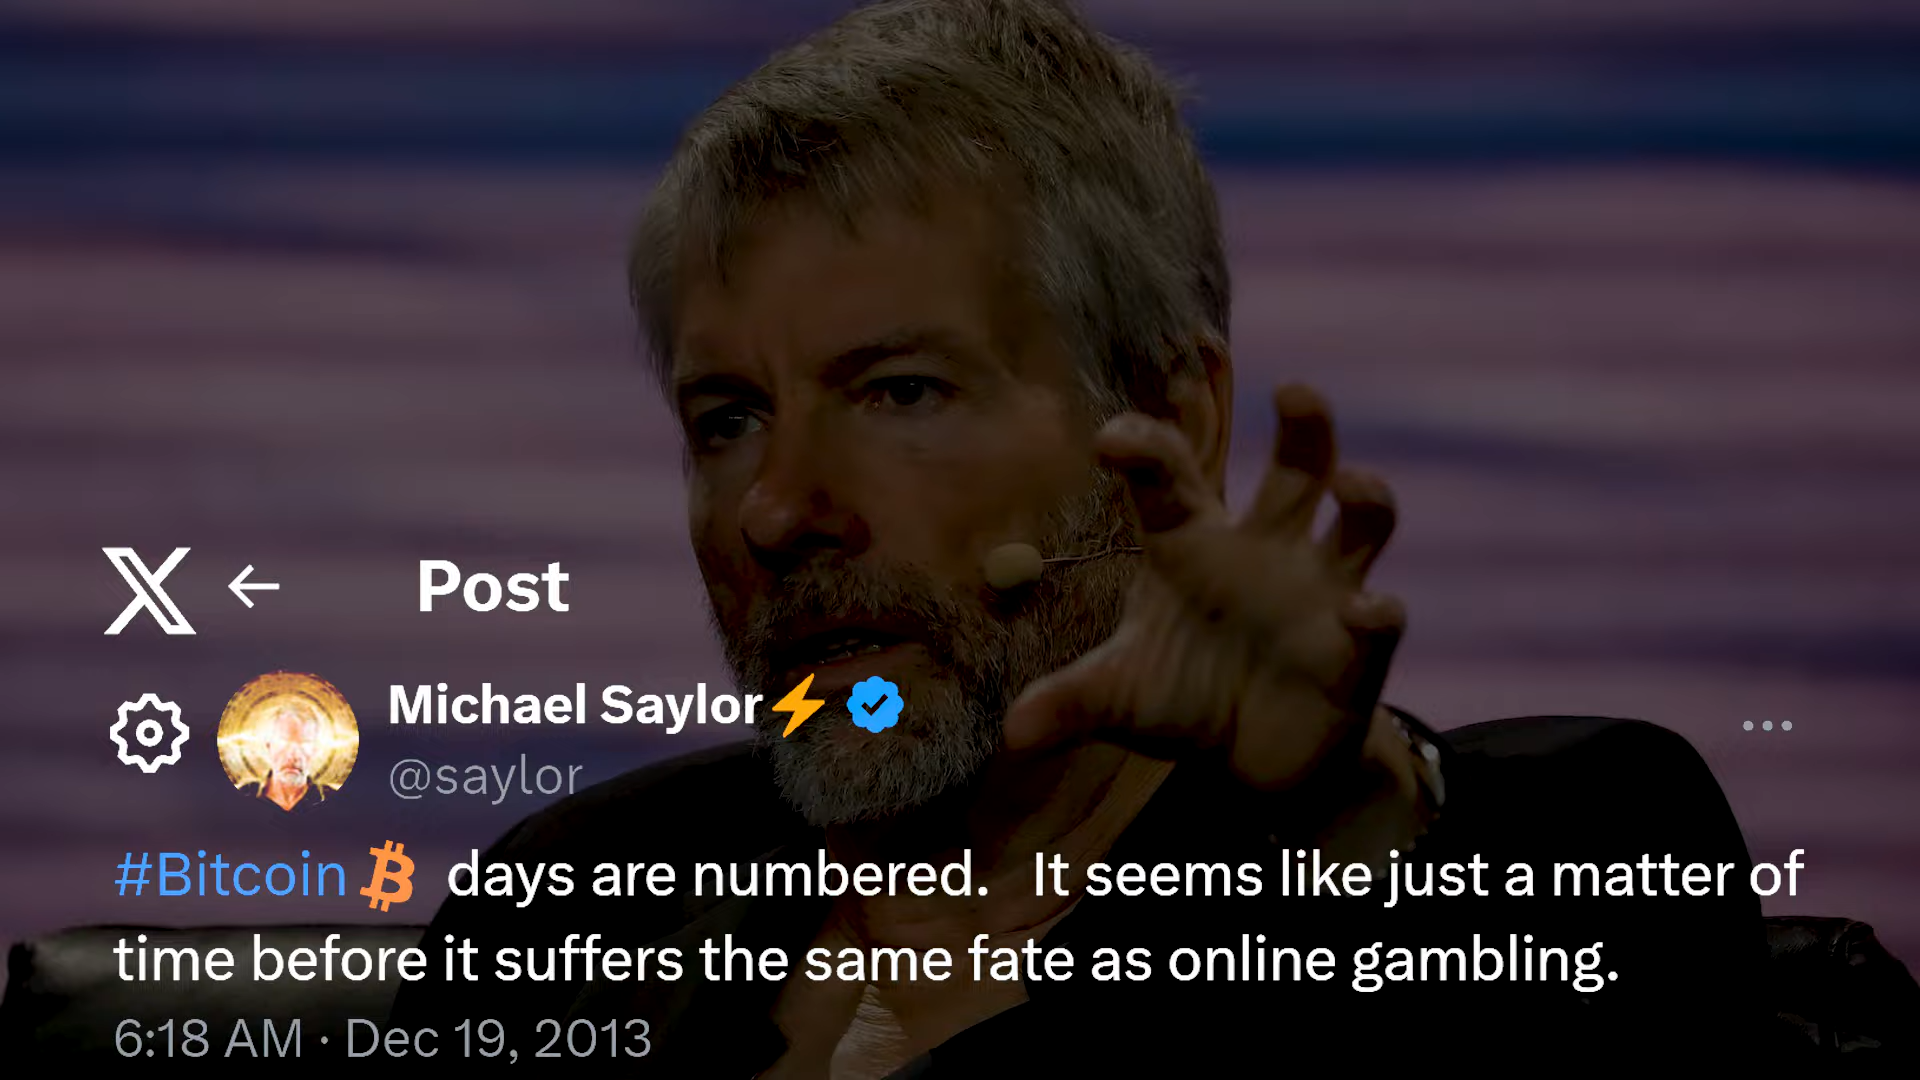 Post
Michael Saylor
@saylor
#Bitcoin days are numbered. It seems like just a matter of
time before it suffers the same fate as online gambling.
6:18 AM · Dec 19, 2013